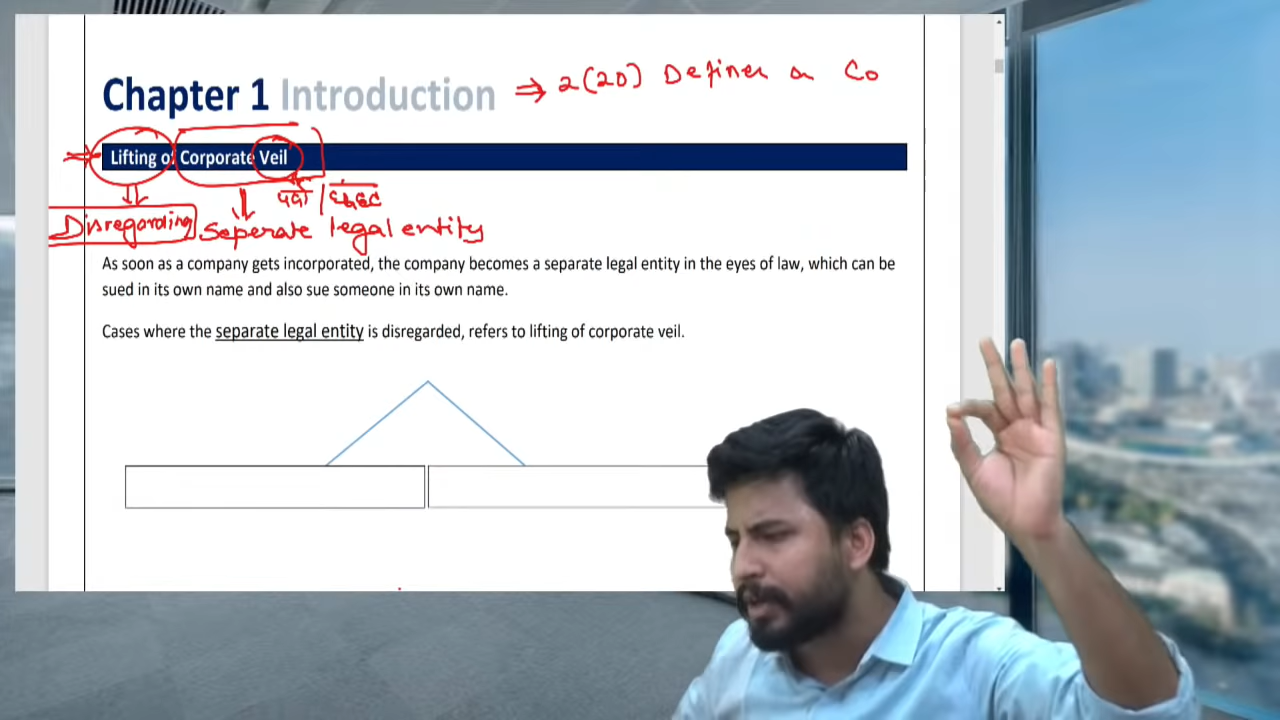 Chapter 1 Introduction ⇒ 2(20) Defines a Co
Lifting of Corporate Veil
Disregarding Seperate legal entity
As soon as a company gets incorporated, the company becomes a separate legal entity in the eyes of law, which can be
sued in its own name and also sue someone in its own name.
Cases where the separate legal entity is disregarded, refers to lifting of corporate veil.